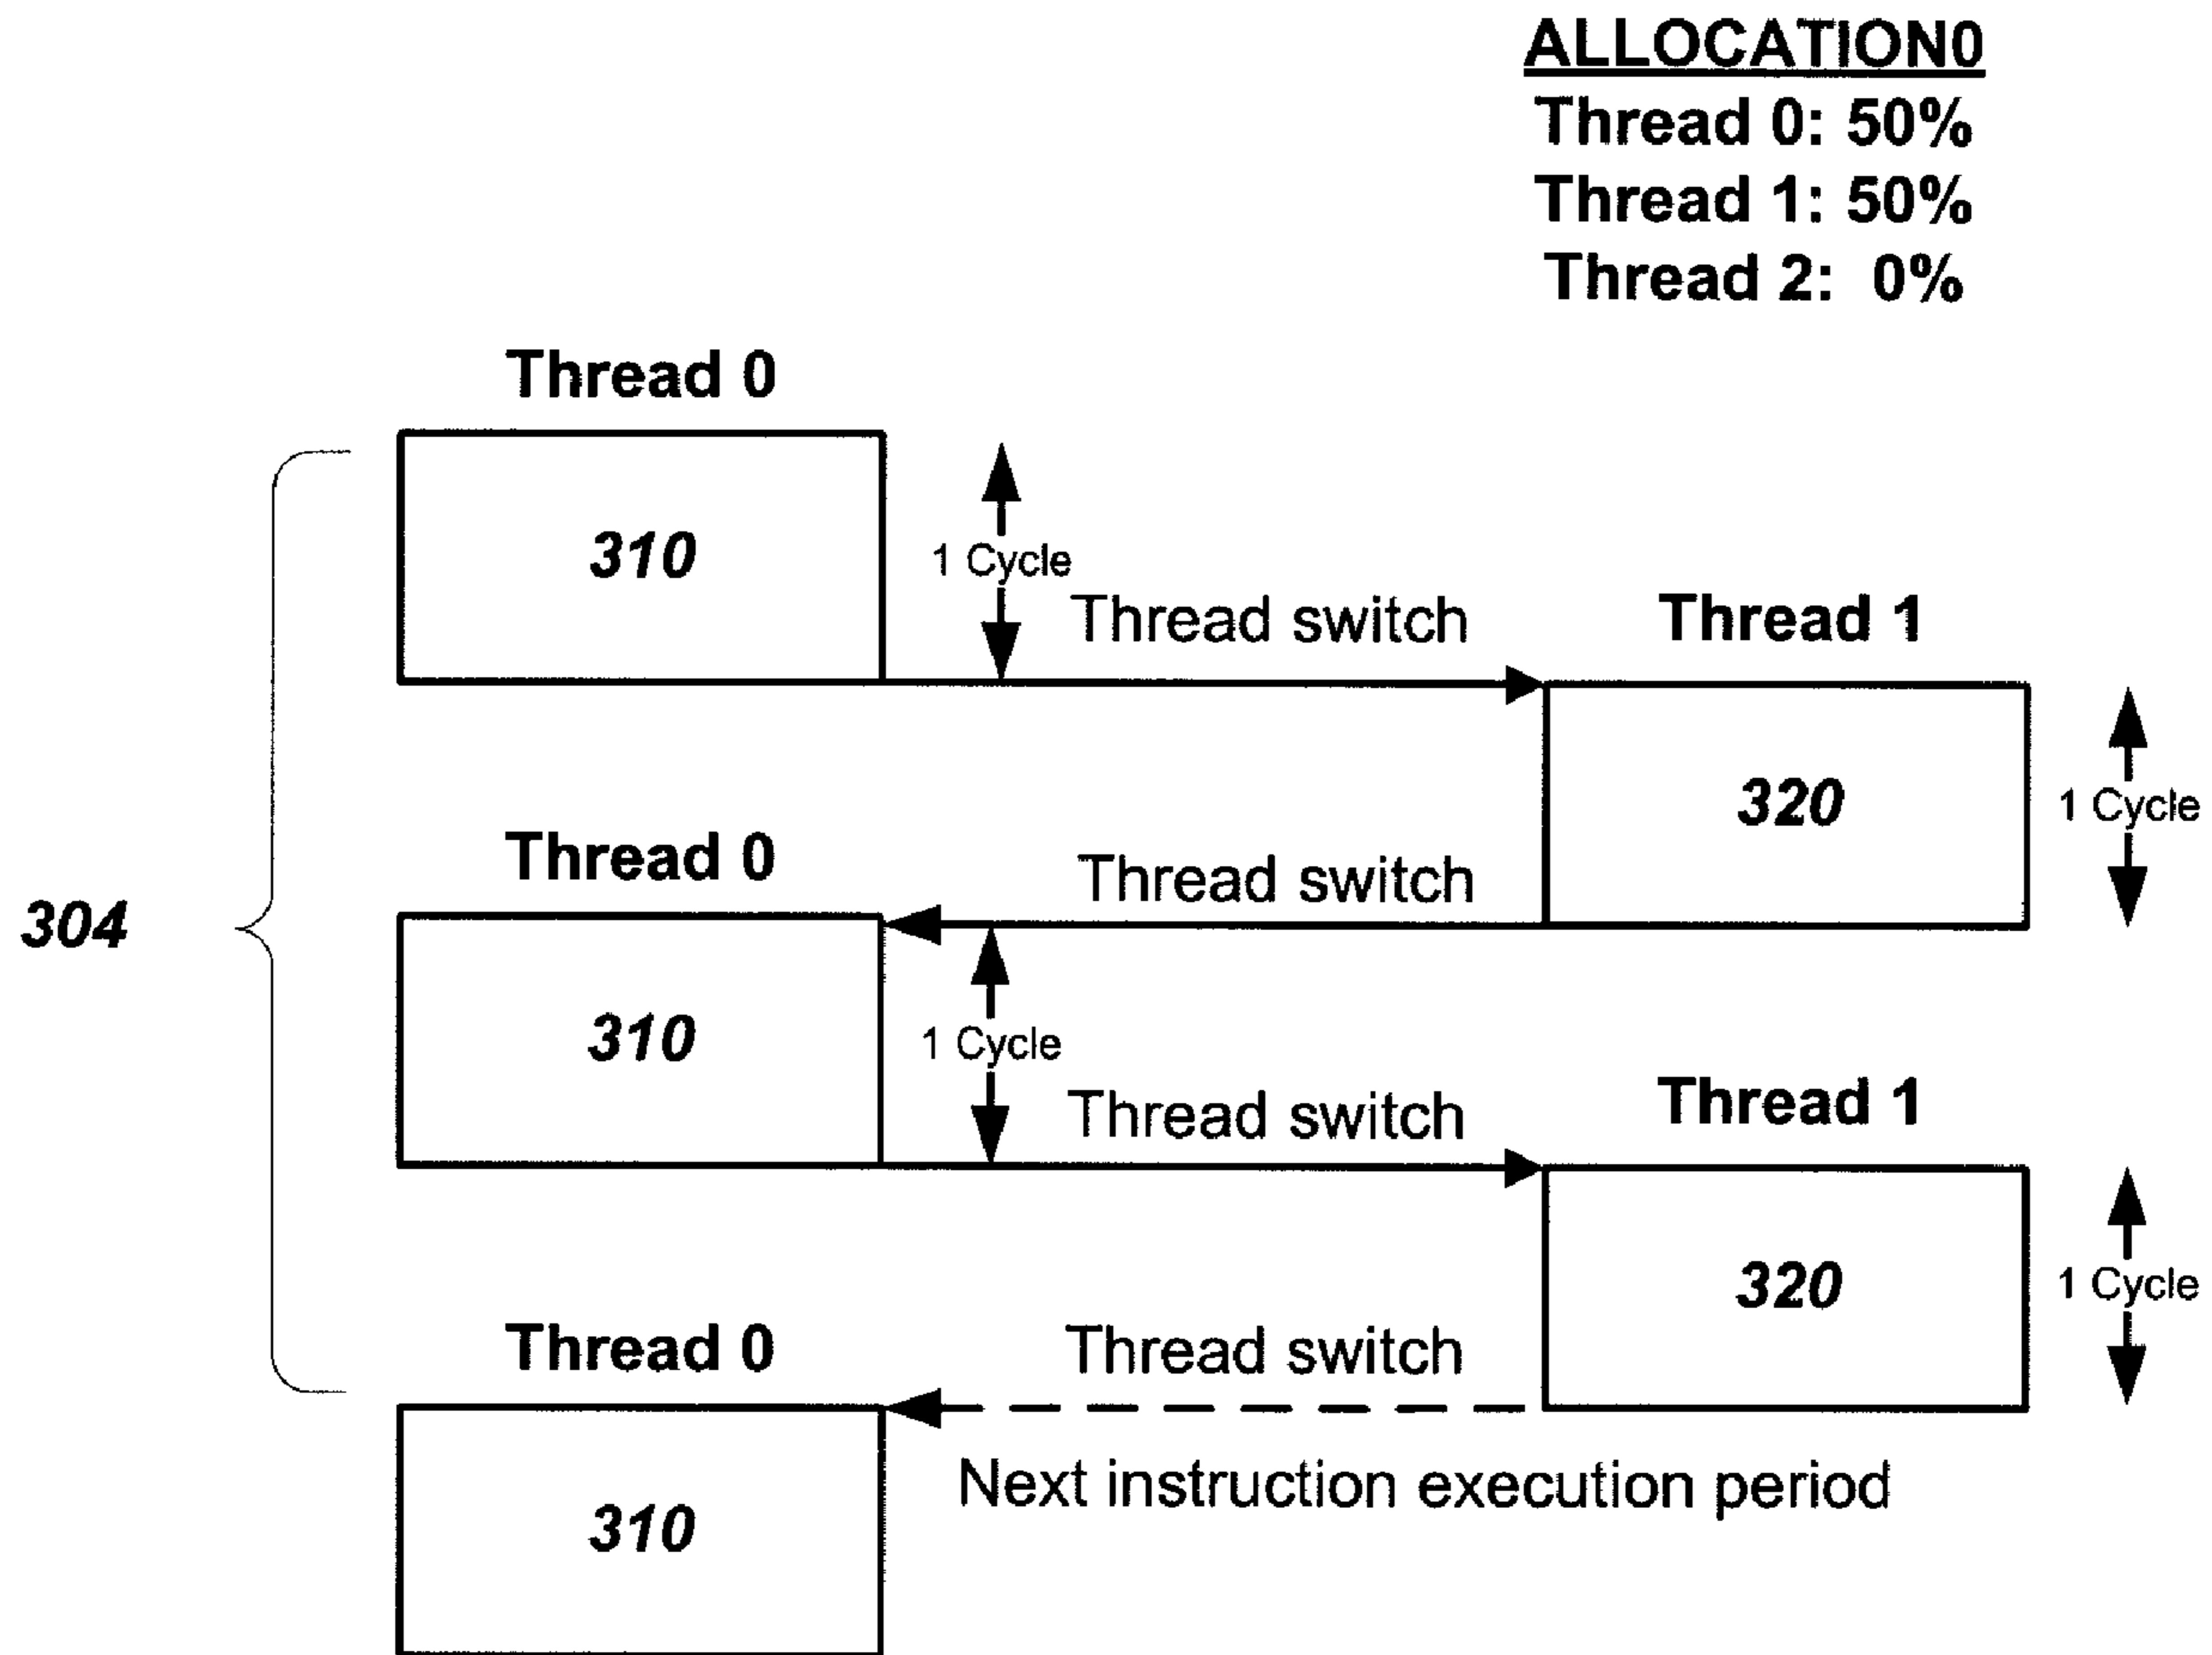 ALLOCATION0
Thread 0: 50%
Thread 1: 50%
Thread 2: 0%
Thread 0
310
1 Cycle
Thread switch
Thread 1
320
1 Cycle
Thread 0
Thread switch
304
310
1 Cycle
Thread switch
Thread 1
320
1 Cycle
Thread 0
Thread switch
310
Next instruction execution period